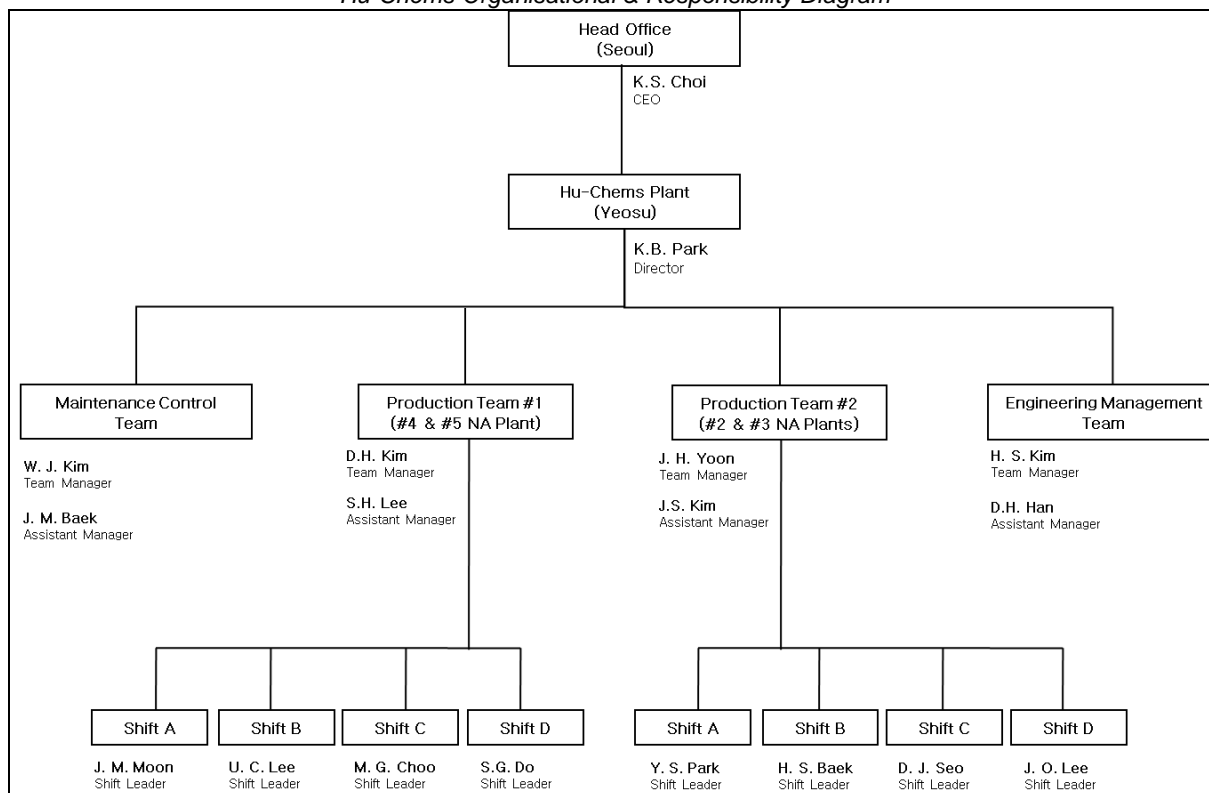 Hu-Chems Organisational & Responsibility Diagram
Head Office
(Seoul)
K.S. Choi
CEO
Hu-Chems Plant
(Yeosu)
K.B. Park
Director
Maintenance Control
Team
W. J. Kim
Team Manager
J. M. Baek
Assistant Manager
Production Team #1
(#4 & #5 NA Plant)
D.H. Kim
Team Manager
S.H. Lee
Assistant Manager
Production Team #2
(#2 & #3 NA Plants)
J. H. Yoon
Team Manager
J.S. Kim
Assistant Manager
Engineering Management
Team
H. S. Kim
Team Manager
D.H. Han
Assistant Manager
Shift A
J. M. Moon
Shift Leader
Shift B
U. C. Lee
Shift Leader
Shift C
M. G. Choo
Shift Leader
Shift D
S.G. Do
Shift Leader
Shift A
Y. S. Park
Shift Leader
Shift B
H. S. Baek
Shift Leader
Shift C
D. J. Seo
Shift Leader
Shift D
J. O. Lee
Shift Leader